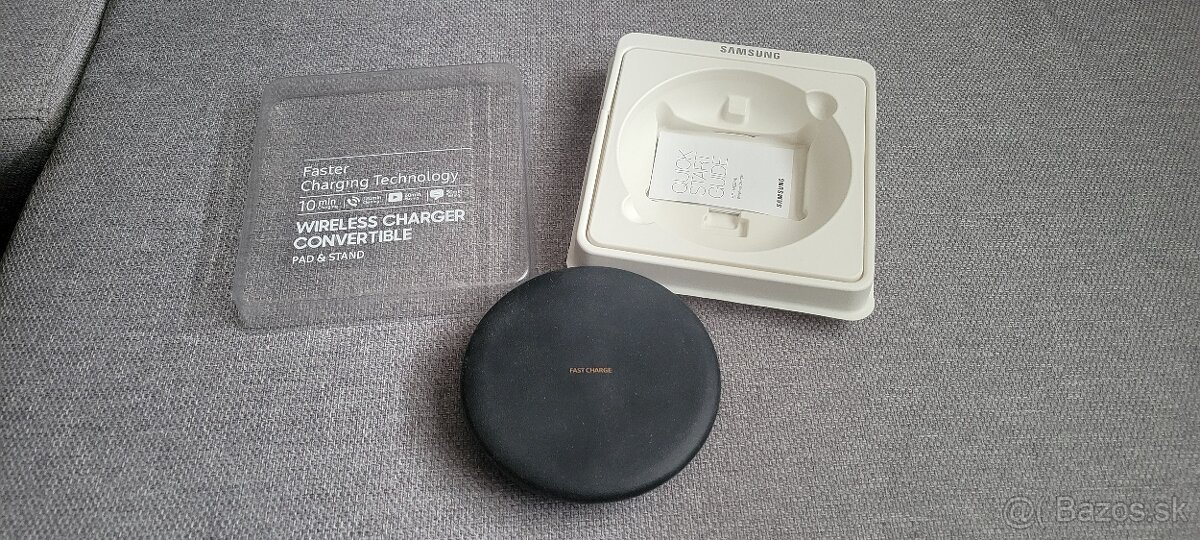 Faster
Charging Technology
10 min
WIRELESS CHARGER
CONVERTIBLE
PAD & STAND
SAMSUNG
QUICK
START
GUIDE
SAMSUNG
FAST CHARGE
@( Bazos.sk